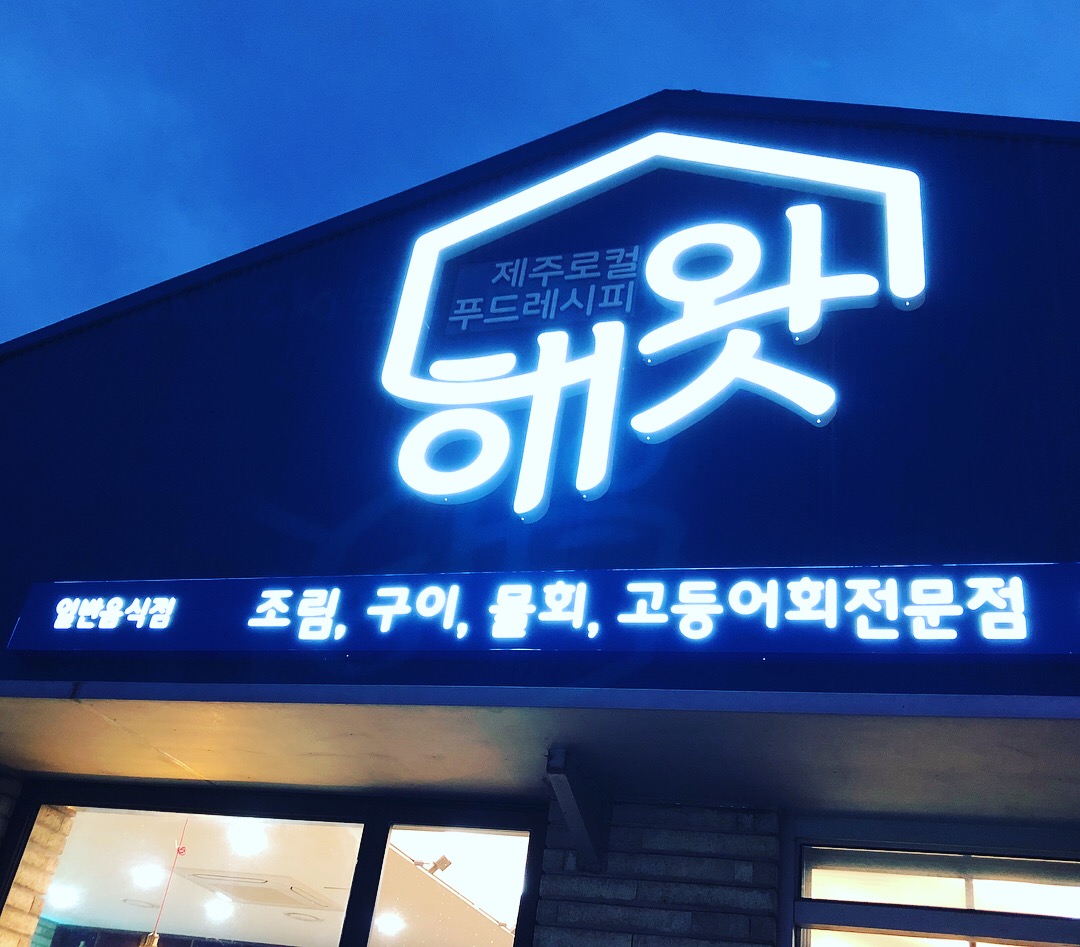 제주로컬
푸드레시피
해왓
일반음식점 조림, 구이, 물회, 고등어회전문점